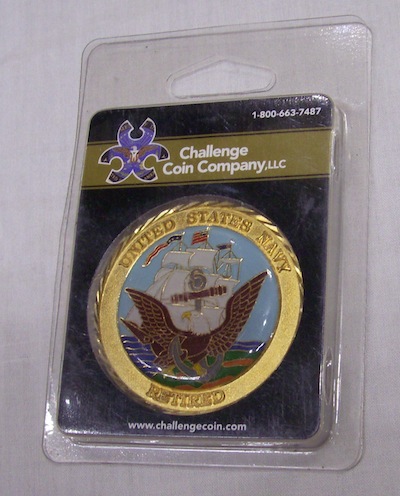 1-800-663-7487
Challenge
Coin Company,LLC
UNITED STATES NAVY
RETIRED
www.challengecoin.com